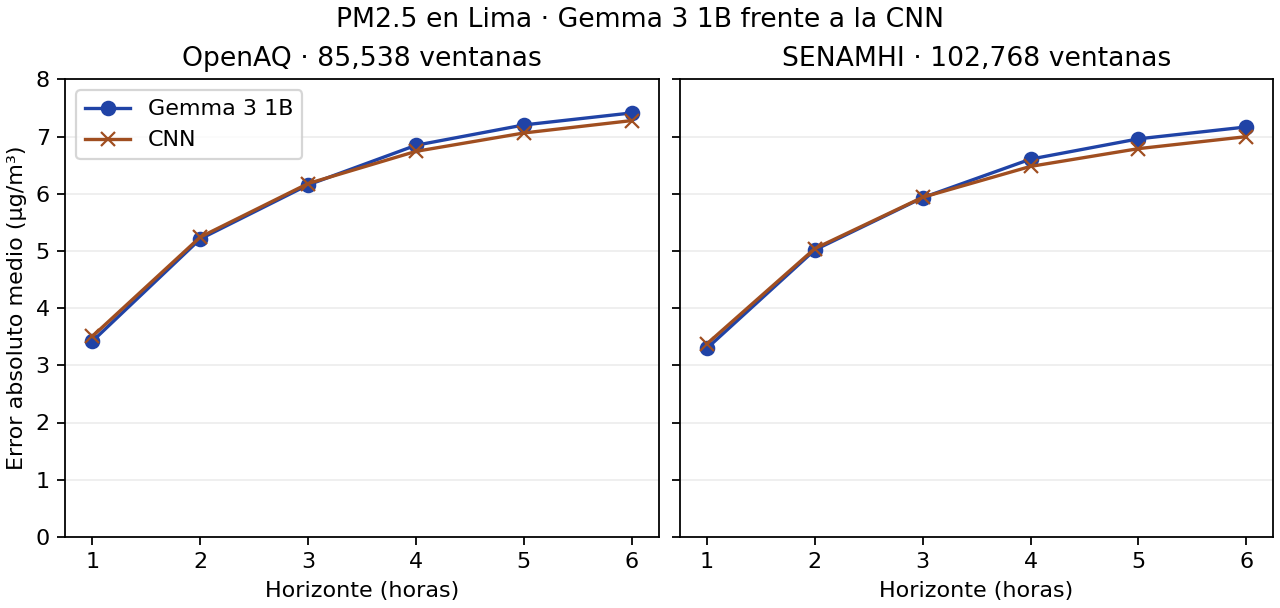 PM2.5 en Lima · Gemma 3 1B frente a la CNN
OpenAQ · 85,538 ventanas
SENAMHI · 102,768 ventanas
Error absoluto medio (µg/m³)
8
7
6
5
4
3
2
1
0
Gemma 3 1B
CNN
1 2 3 4 5 6
1 2 3 4 5 6
Horizonte (horas)
Horizonte (horas)